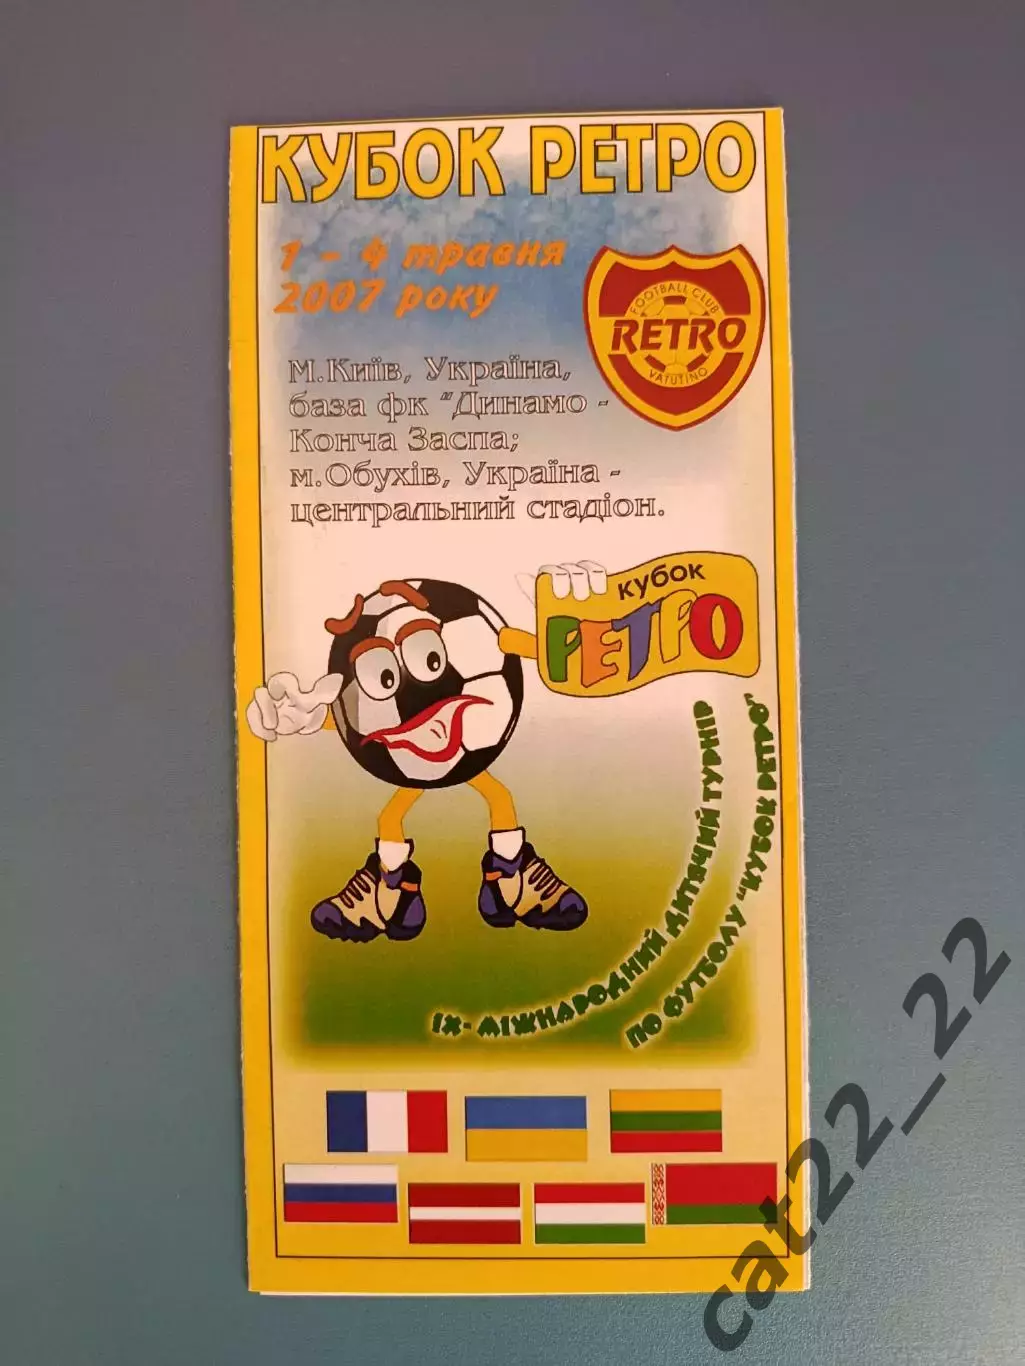 КУБОК РЕТРО
1 - 4 травня
2007 року
FOOTBALL CLUB
RETRO
VATUTINO
м.Київ, Україна,
база фк "Динамо -
Конча Заспа;
м.Обухів, Україна -
центральний стадіон.
кубок
РЕТРО
ІХ- МІЖНАРОДНИЙ ДИТЯЧИЙ ТУРНІР
ПО ФУТБОЛУ "КУБОК РЕТРО"
cat22_22